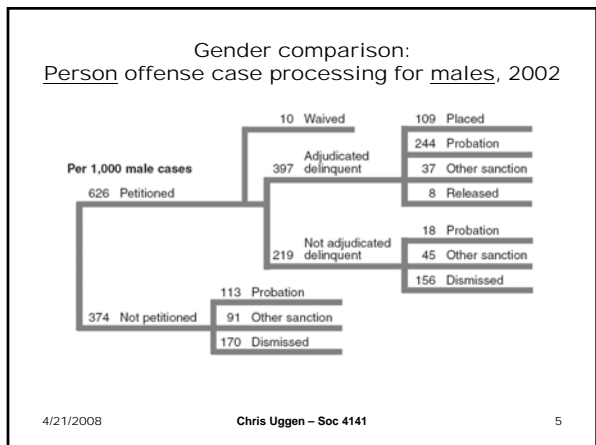 Gender comparison:
Person offense case processing for males, 2002
Per 1,000 male cases
626 Petitioned
10 Waived
397 Adjudicated delinquent
109 Placed
244 Probation
37 Other sanction
8 Released
219 Not adjudicated delinquent
18 Probation
45 Other sanction
156 Dismissed
374 Not petitioned
113 Probation
91 Other sanction
170 Dismissed
4/21/2008 Chris Uggen – Soc 4141 5